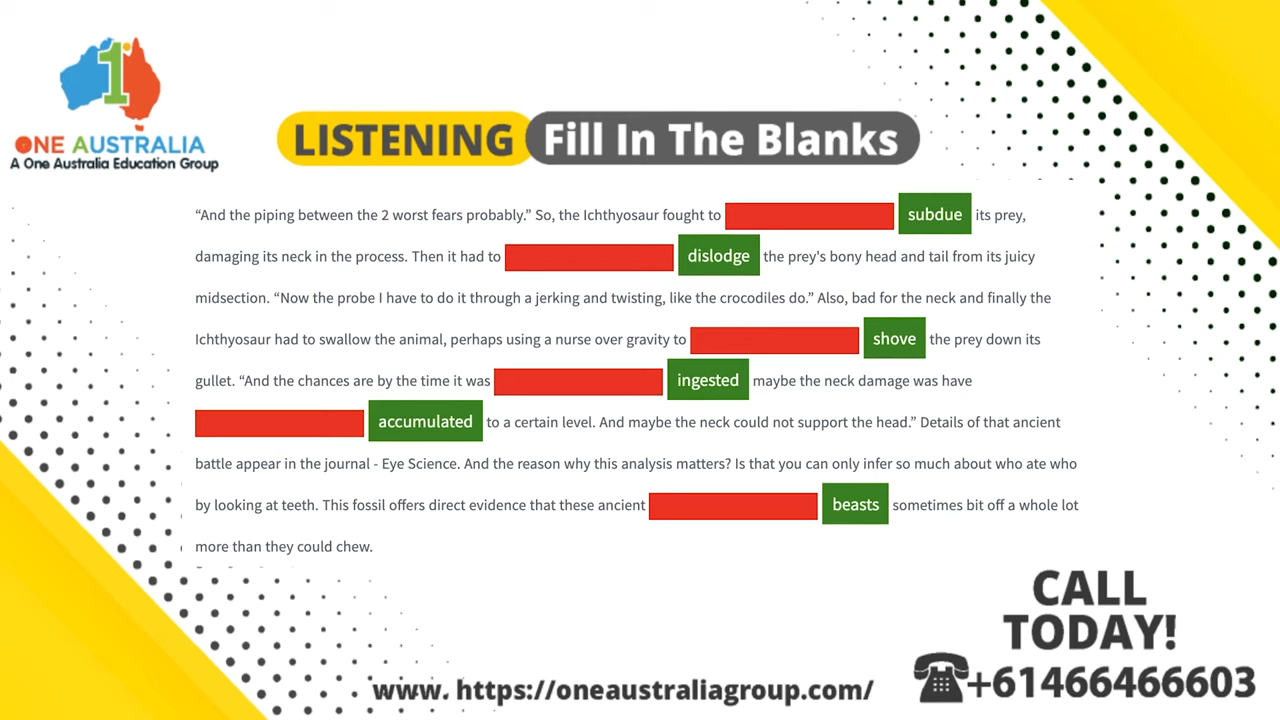 1
ONE AUSTRALIA
A One Australia Education Group
LISTENING Fill In The Blanks
“And the piping between the 2 worst fears probably.” So, the Ichthyosaur fought to subdue its prey,
damaging its neck in the process. Then it had to dislodge the prey's bony head and tail from its juicy
midsection. “Now the probe I have to do it through a jerking and twisting, like the crocodiles do.” Also, bad for the neck and finally the
Ichthyosaur had to swallow the animal, perhaps using a nurse over gravity to shove the prey down its
gullet. “And the chances are by the time it was ingested maybe the neck damage was have
accumulated to a certain level. And maybe the neck could not support the head.” Details of that ancient
battle appear in the journal - Eye Science. And the reason why this analysis matters? Is that you can only infer so much about who ate who
by looking at teeth. This fossil offers direct evidence that these ancient beasts sometimes bit off a whole lot
more than they could chew.
CALL
TODAY!
+61466466603
www. https://oneaustraliagroup.com/